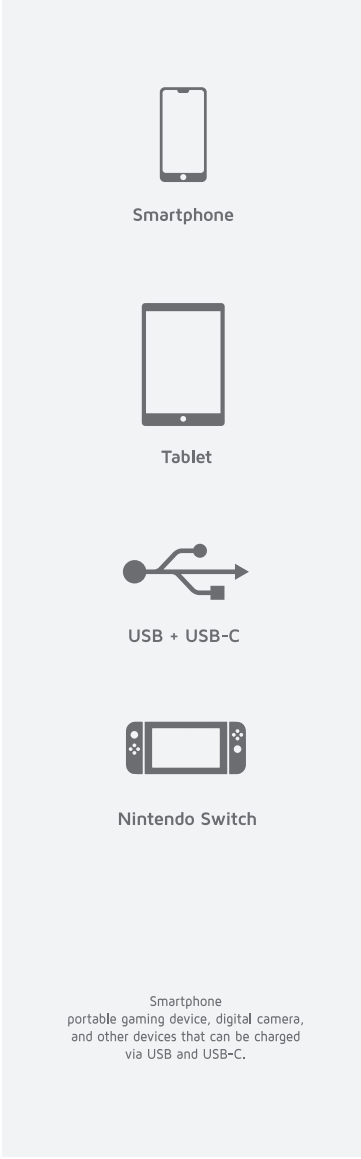 Smartphone
Tablet
USB + USB-C
Nintendo Switch
Smartphone
portable gaming device, digital camera,
and other devices that can be charged
via USB and USB-C.